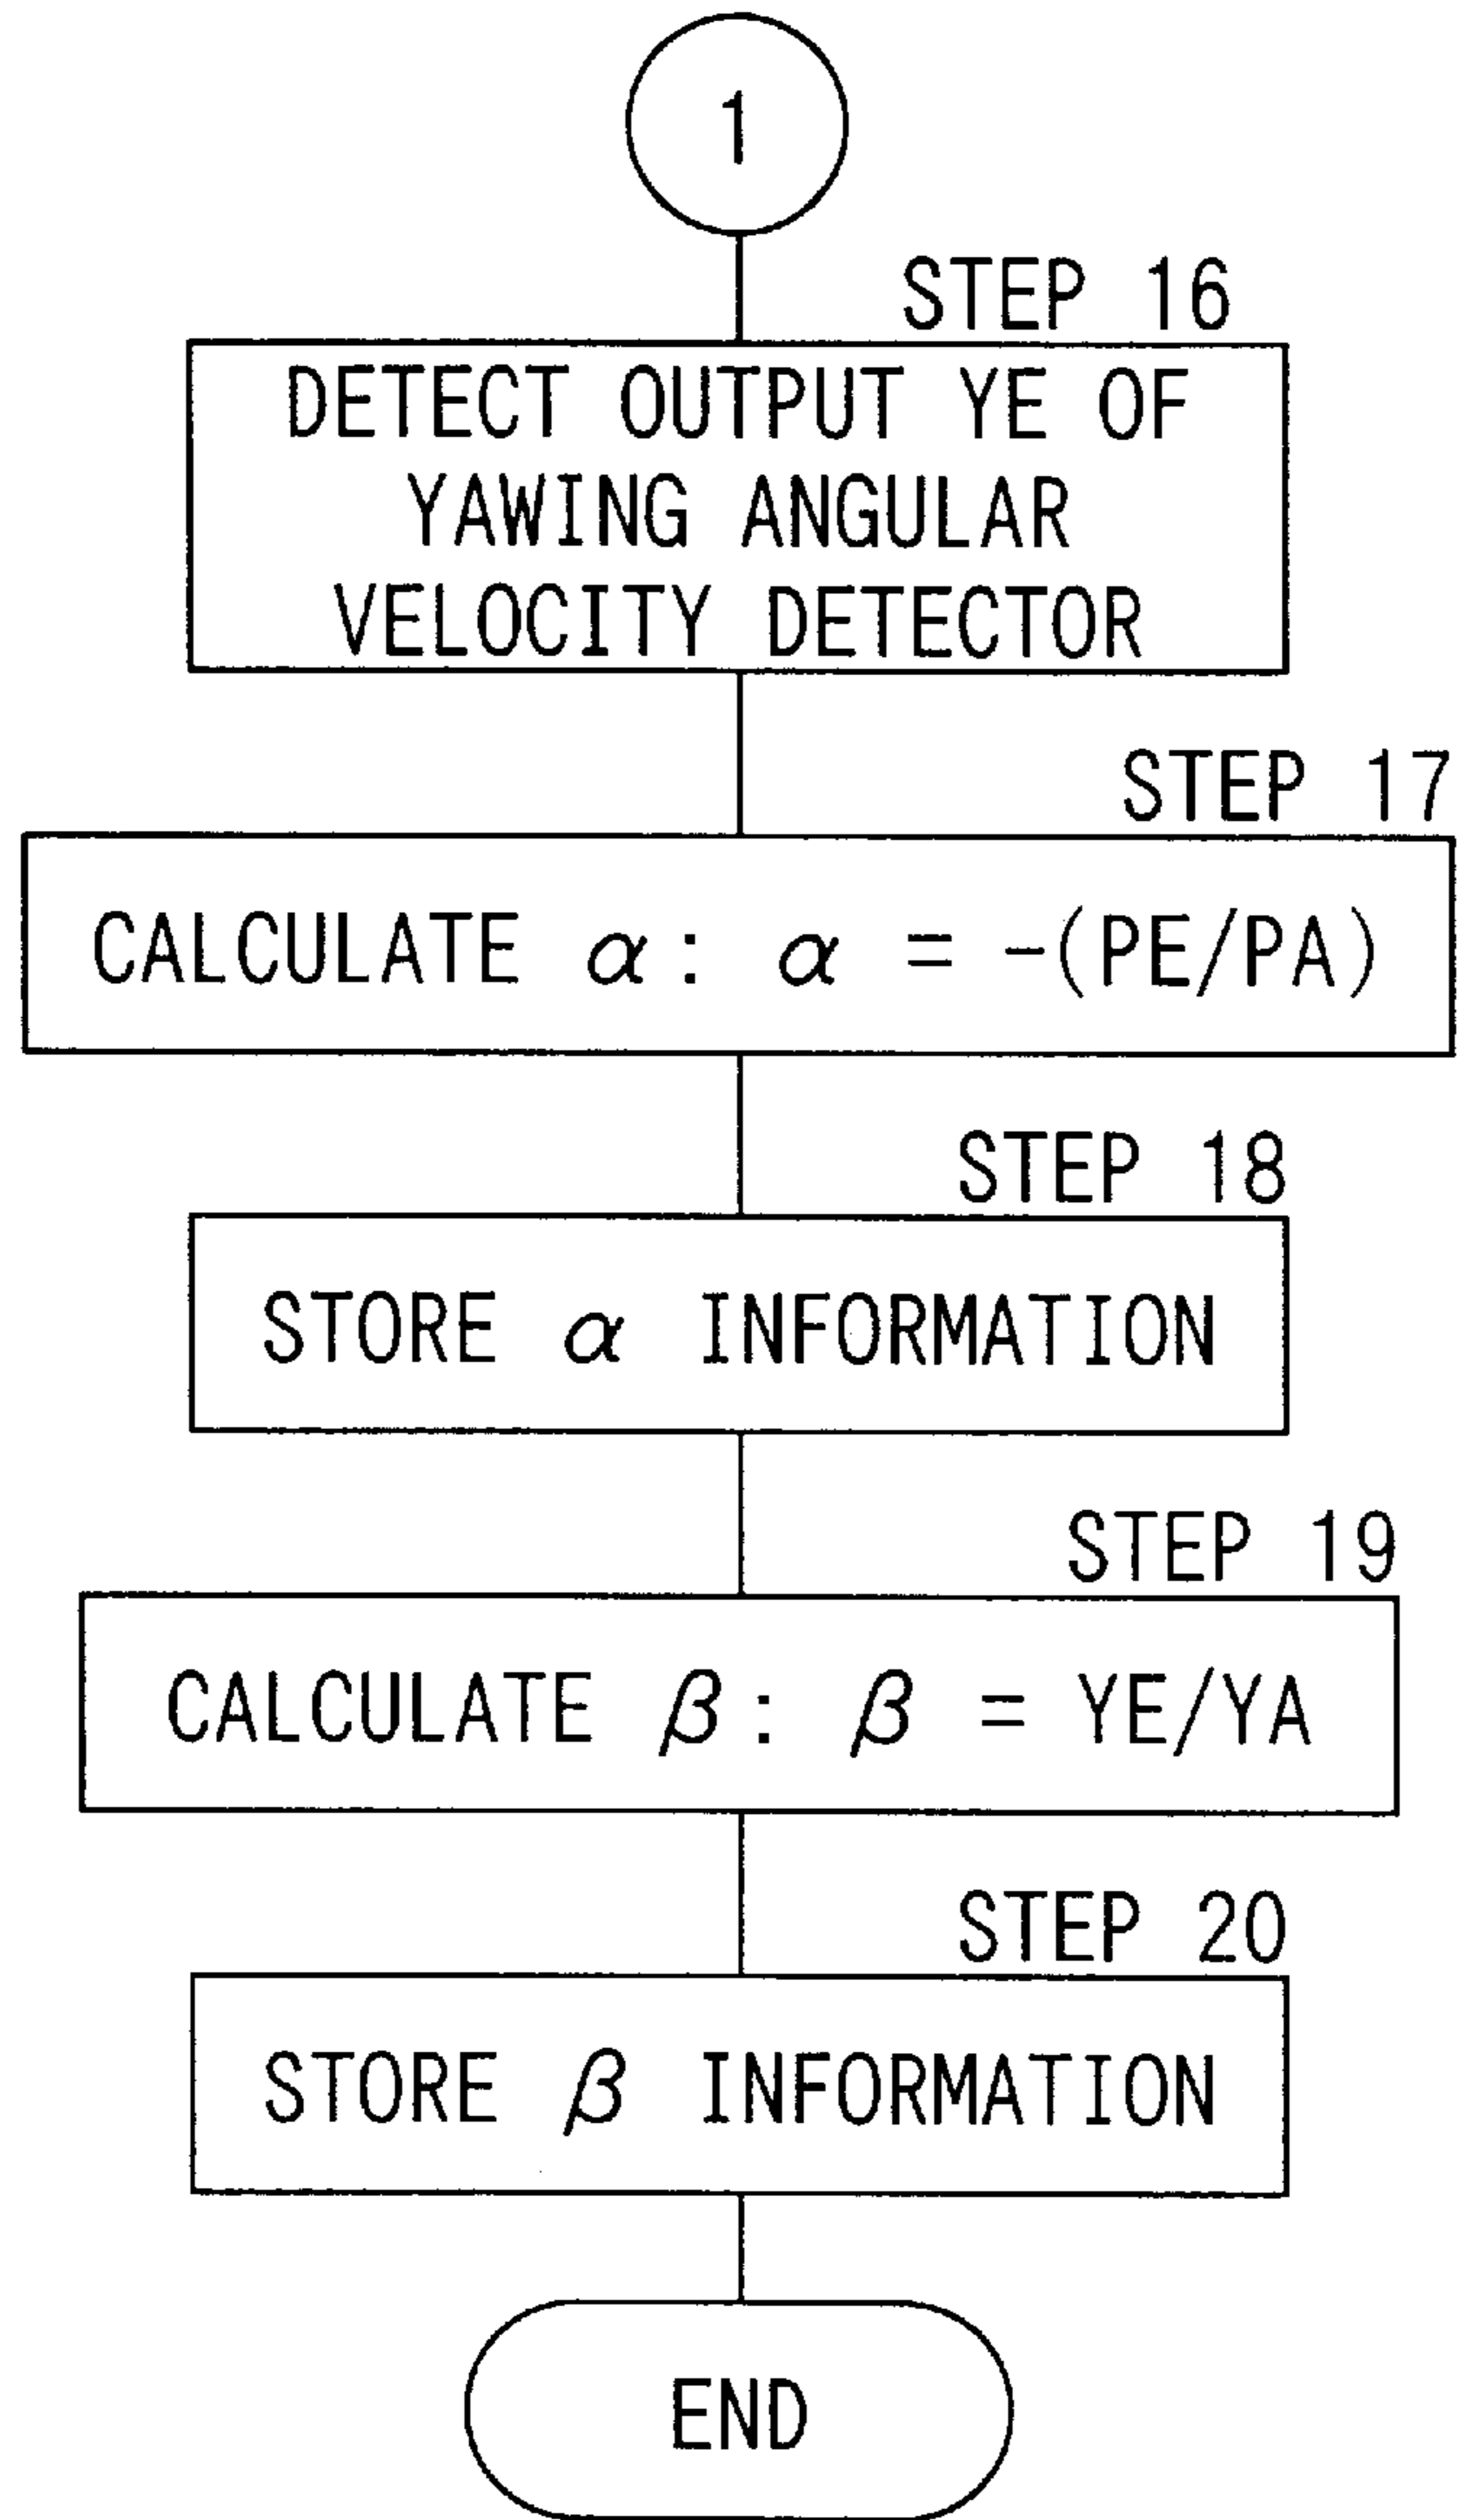 1
STEP 16
DETECT OUTPUT YE OF
YAWING ANGULAR
VELOCITY DETECTOR
STEP 17
CALCULATE α: α = -(PE/PA)
STEP 18
STORE α INFORMATION
STEP 19
CALCULATE β: β = YE/YA
STEP 20
STORE β INFORMATION
END